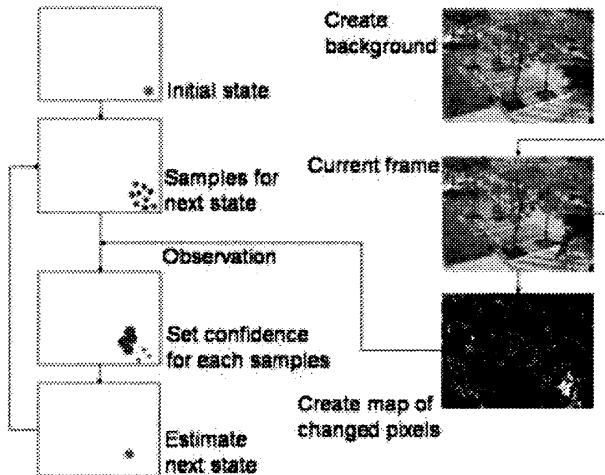 Create
background
Initial state
Current frame
Samples for
next state
Observation
Set confidence
for each samples
Create map of
changed pixels
Estimate
next state